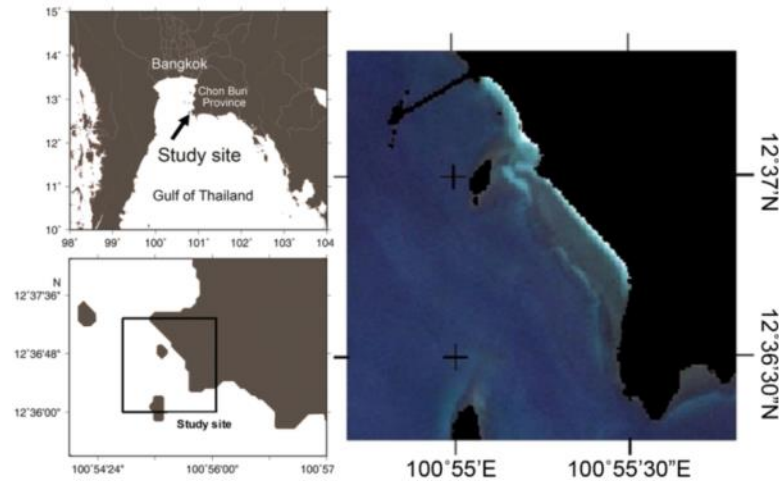 15°
14°
13°
12°
11°
10°
98°
99°
100°
101°
102°
103°
104
Bangkok
Chon Buri
Province
Study site
Gulf of Thailand
N
12°37'36"
12°36'48"
12°36'00"
100°54'24"
100°56'00"
100°57
Study site
12°37'N
12°36'30"N
100°55'E
100°55'30"E